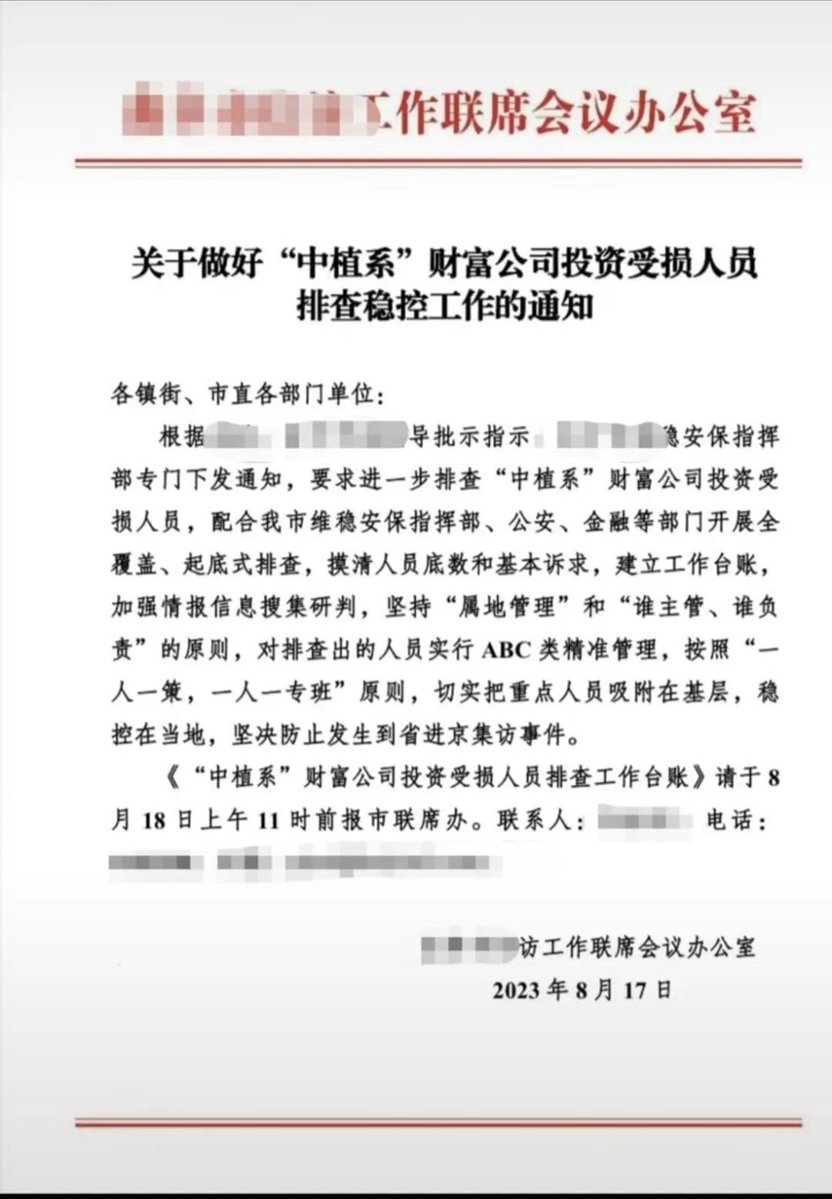 工作联席会议办公室
关于做好“中植系”财富公司投资受损人员
排查稳控工作的通知
各镇街、市直各部门单位：
根据 导批示指示， 稳安保指挥
部专门下发通知，要求进一步排查“中植系”财富公司投资受
损人员，配合我市维稳安保指挥部、公安、金融等部门开展全
覆盖、起底式排查，摸清人员底数和基本诉求，建立工作台账，
加强情报信息搜集研判，坚持“属地管理”和“谁主管、谁负
责”的原则，对排查出的人员实行 ABC 类精准管理，按照“一
人一策，一人一专班”原则，切实把重点人员吸附在基层，稳
控在当地，坚决防止发生到省进京集访事件。
《“中植系”财富公司投资受损人员排查工作台账》请于 8
月 18 日上午 11 时前报市联席办。联系人： 电话：
访工作联席会议办公室
2023 年 8 月 17 日